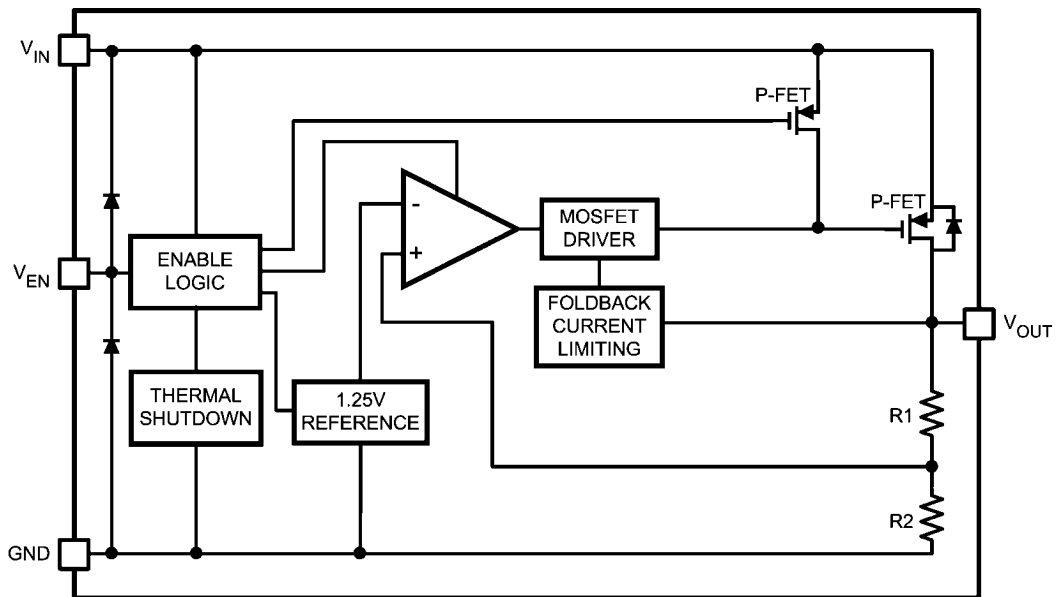 VIN
P-FET
P-FET
-
MOSFET
DRIVER
+
VEN
ENABLE
LOGIC
FOLDBACK
CURRENT
LIMITING
VOUT
THERMAL
SHUTDOWN
1.25V
REFERENCE
R1
R2
GND